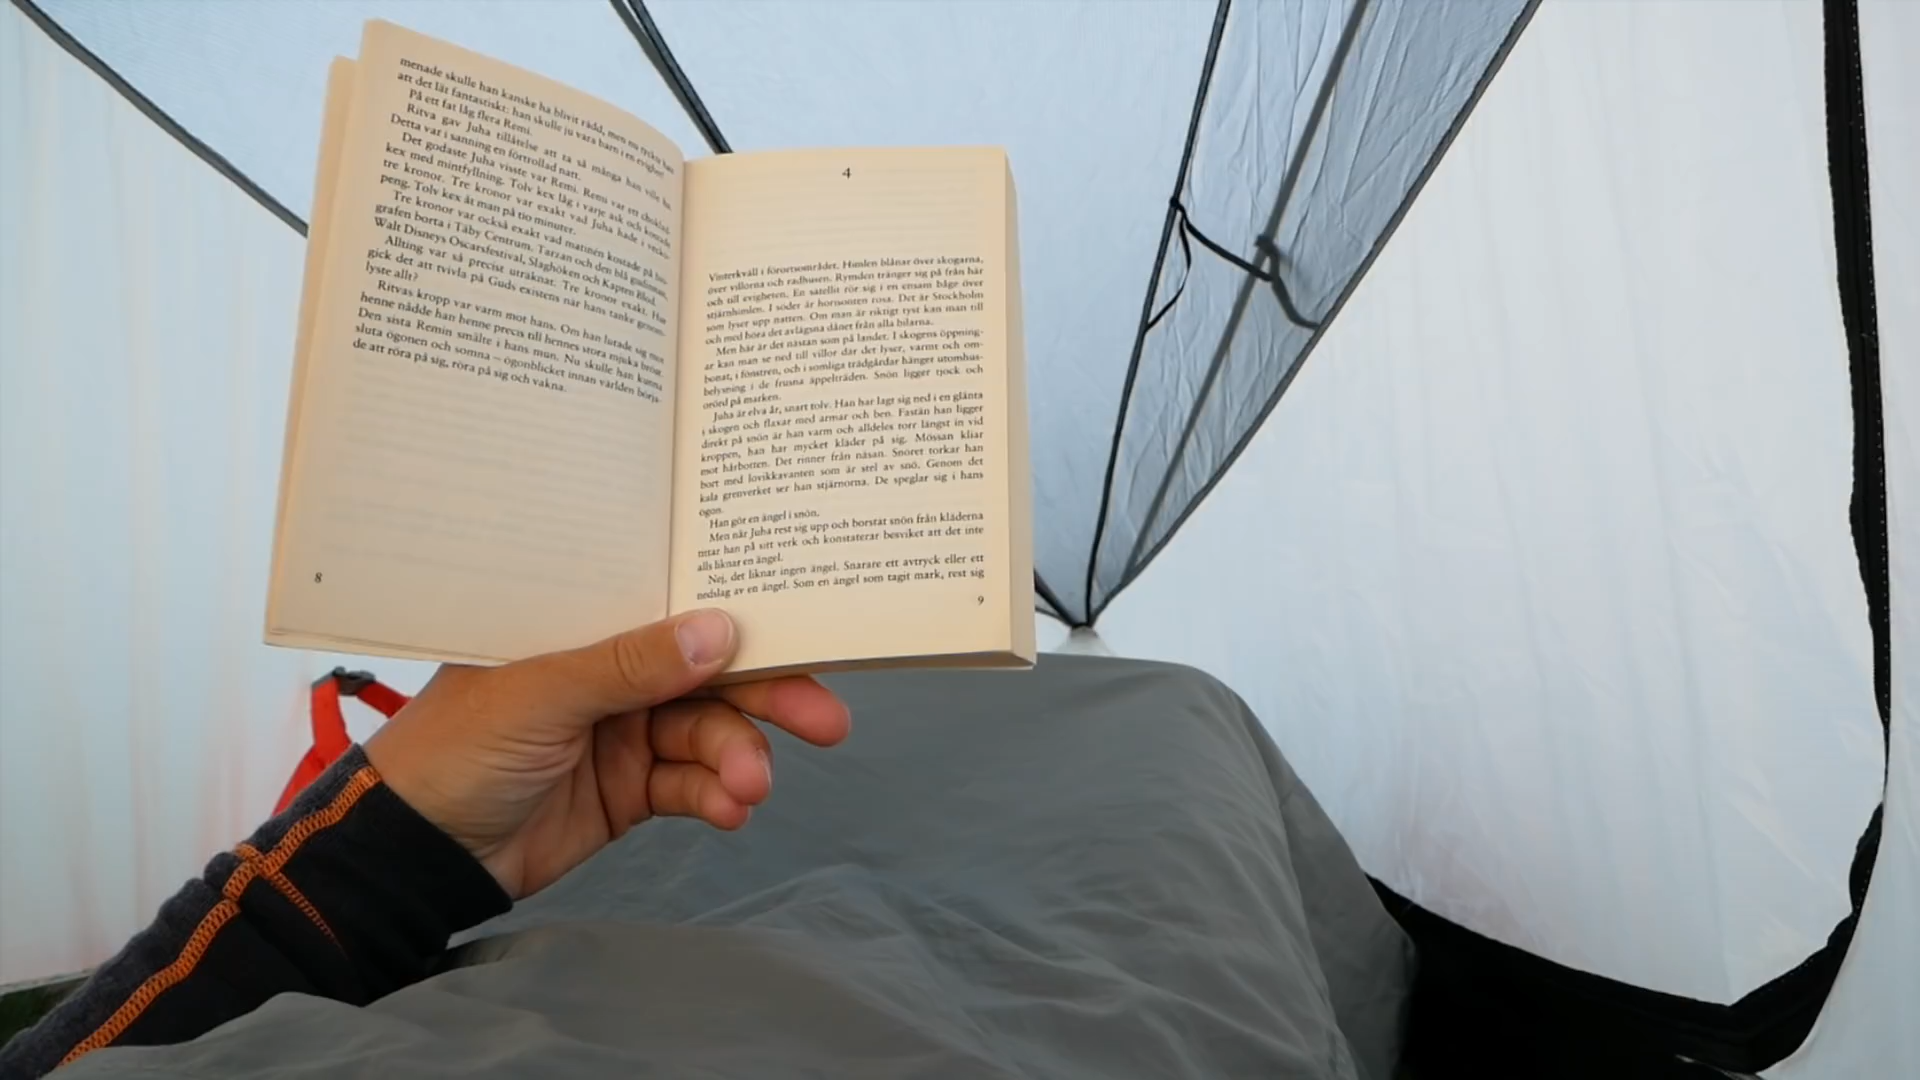 menade skulle han kanske ha blivit rädd, men nu tyckte han
att det lät fantastiskt: han skulle ju vara barn i en evighet!
På ett fat låg flera Remi.
Ritva gav Juha tillåtelse att ta så många han ville ha.
Detta var i sanning en förtrollad natt.
Det godaste Juha visste var Remi. Remi var ett choklad-
kex med mintfyllning. Tolv kex låg i varje ask och kostade
tre kronor. Tre kronor var exakt vad Juha hade i vecko-
peng. Tolv kex åt man på tio minuter.
Tre kronor var också exakt vad matinén kostade på bio-
grafen borta i Täby Centrum. Tarzan och den blå gudinnan,
Walt Disneys Oscarsfestival, Slaghöken och Kapten Blod.
Allting var så precist uträknat. Tre kronor exakt. Hur
gick det att tvivla på Guds existens när hans tanke genom-
lyste allt?
Ritvas kropp var varm mot hans. Om han lutade sig mot
henne nådde han henne precis till hennes stora mjuka bröst.
Den sista Remin smälte i hans mun. Nu skulle han kunna
sluta ögonen och somna – ögonblicket innan världen börja-
de att röra på sig, röra på sig och vakna.
8
4
Vinterkväll i förortsområdet. Himlen blånar över skogarna,
över villorna och radhusen. Rymden tränger sig på från här
och till evigheten. En satellit rör sig i en ensam båge över
stjärnhimlen. I söder är horisonten rosa. Det är Stockholm
som lyser upp natten. Om man är riktigt tyst kan man till
och med höra det avlägsna dånet från alla bilarna.
Men här är det nästan som på landet. I skogens öppning-
ar kan man se ned till villor där det lyser, varmt och om-
bonat, i fönstren, och i somliga trädgårdar hänger utomhus-
belysning i de frusna äppelträden. Snön ligger tjock och
orörd på marken.
Juha är elva år, snart tolv. Han har lagt sig ned i en glänta
i skogen och flaxar med armar och ben. Fastän han ligger
direkt på snön är han varm och alldeles torr längst in vid
kroppen, han har mycket kläder på sig. Mössan kliar
mot hårbotten. Det rinner från näsan. Snoret torkar han
bort med lovikkavanten som är stel av snö. Genom det
kala grenverket ser han stjärnorna. De speglar sig i hans
ögon.
Han gör en ängel i snön.
Men när Juha rest sig upp och borstat snön från kläderna
tittar han på sitt verk och konstaterar besviket att det inte
alls liknar en ängel.
Nej, det liknar ingen ängel. Snarare ett avtryck eller ett
nedslag av en ängel. Som en ängel som tagit mark, rest sig
9